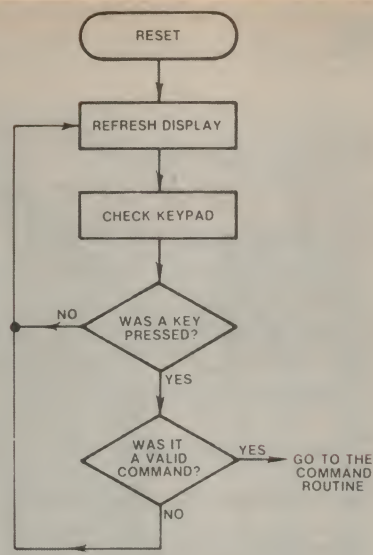 RESET
REFRESH DISPLAY
CHECK KEYPAD
WAS A KEY
PRESSED?
NO
YES
WAS IT
A VALID
COMMAND?
YES
GO TO THE
COMMAND
ROUTINE
NO